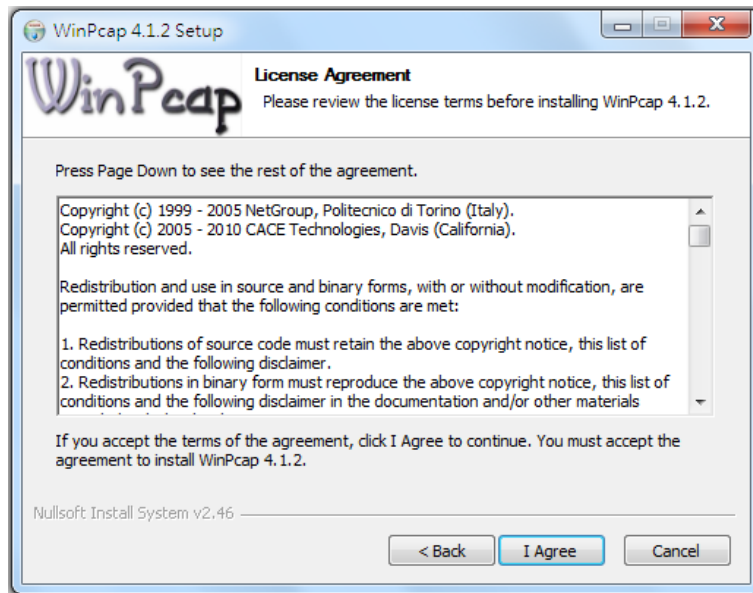 WinPcap 4.1.2 Setup
WinPcap
License Agreement
Please review the license terms before installing WinPcap 4.1.2.
Press Page Down to see the rest of the agreement.
Copyright (c) 1999 - 2005 NetGroup, Politecnico di Torino (Italy).
Copyright (c) 2005 - 2010 CACE Technologies, Davis (California).
All rights reserved.
Redistribution and use in source and binary forms, with or without modification, are
permitted provided that the following conditions are met:
1. Redistributions of source code must retain the above copyright notice, this list of
conditions and the following disclaimer.
2. Redistributions in binary form must reproduce the above copyright notice, this list of
conditions and the following disclaimer in the documentation and/or other materials
If you accept the terms of the agreement, click I Agree to continue. You must accept the
agreement to install WinPcap 4.1.2.
Nullsoft Install System v2.46
< Back
I Agree
Cancel